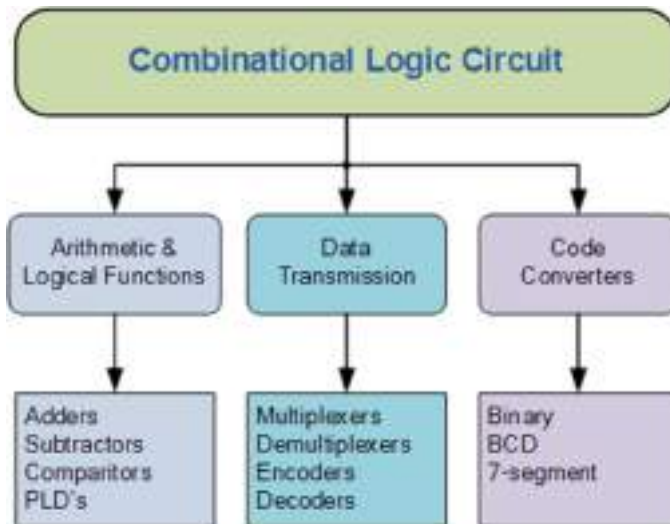 Combinational Logic Circuit
Arithmetic &
Logical Functions
Data
Transmission
Code
Converters
Adders
Subtractors
Comparitors
PLD's
Multiplexers
Demultiplexers
Encoders
Decoders
Binary
BCD
7-segment